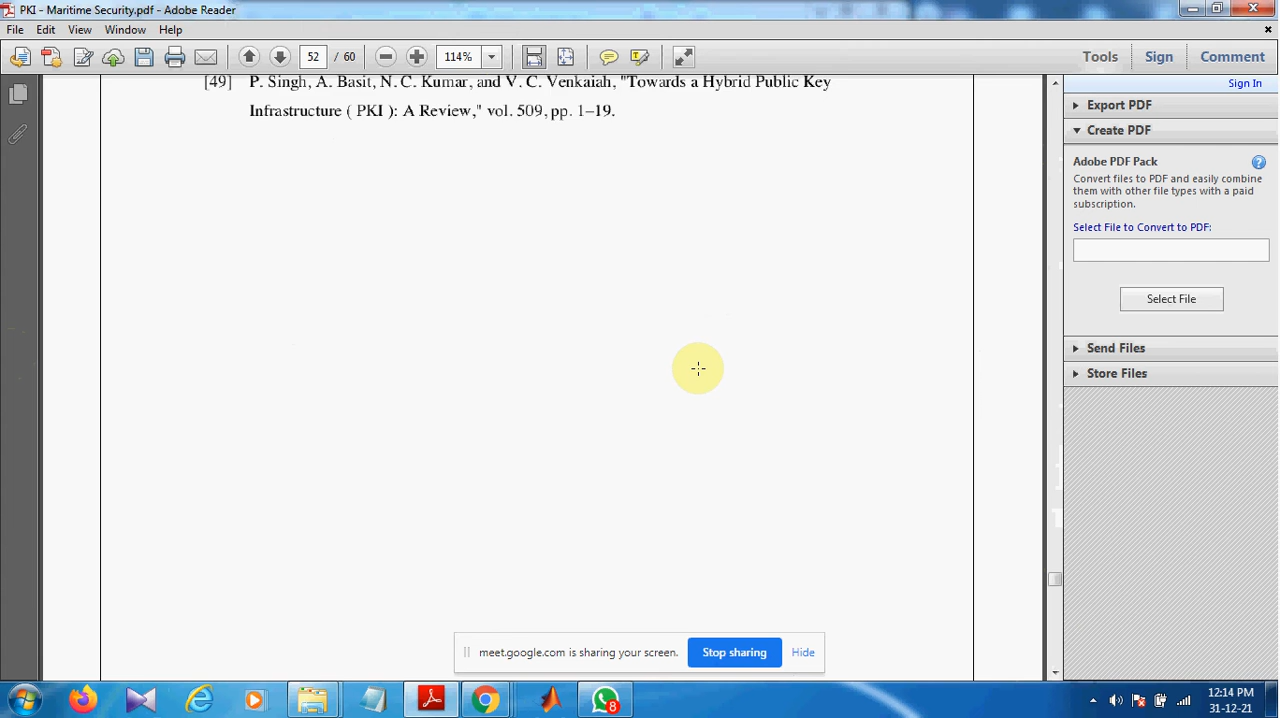 PKI - Maritime Security.pdf - Adobe Reader
File Edit View Window Help
52 / 60 114% Tools Sign Comment
Sign In
[49] P. Singh, A. Basit, N. C. Kumar, and V. C. Venkaiah, "Towards a Hybrid Public Key
Infrastructure ( PKI ): A Review," vol. 509, pp. 1–19.
Export PDF
Create PDF
Adobe PDF Pack
Convert files to PDF and easily combine
them with other file types with a paid
subscription.
Select File to Convert to PDF:
Select File
Send Files
Store Files
meet.google.com is sharing your screen. Stop sharing Hide
8
12:14 PM
31-12-21